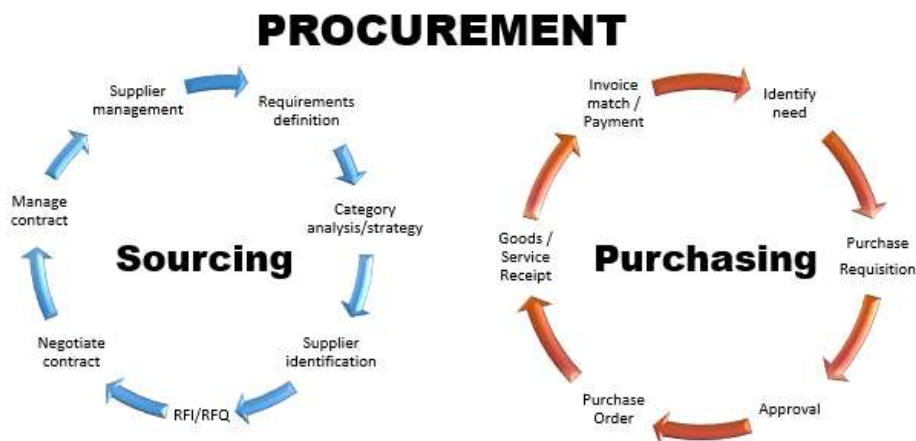 PROCUREMENT
Supplier
management
Requirements
definition
Category
analysis/strategy
Supplier
identification
RFI/RFQ
Negotiate
contract
Manage
contract
Sourcing
Invoice
match /
Payment
Identify
need
Purchase
Requisition
Approval
Purchase
Order
Goods /
Service
Receipt
Purchasing